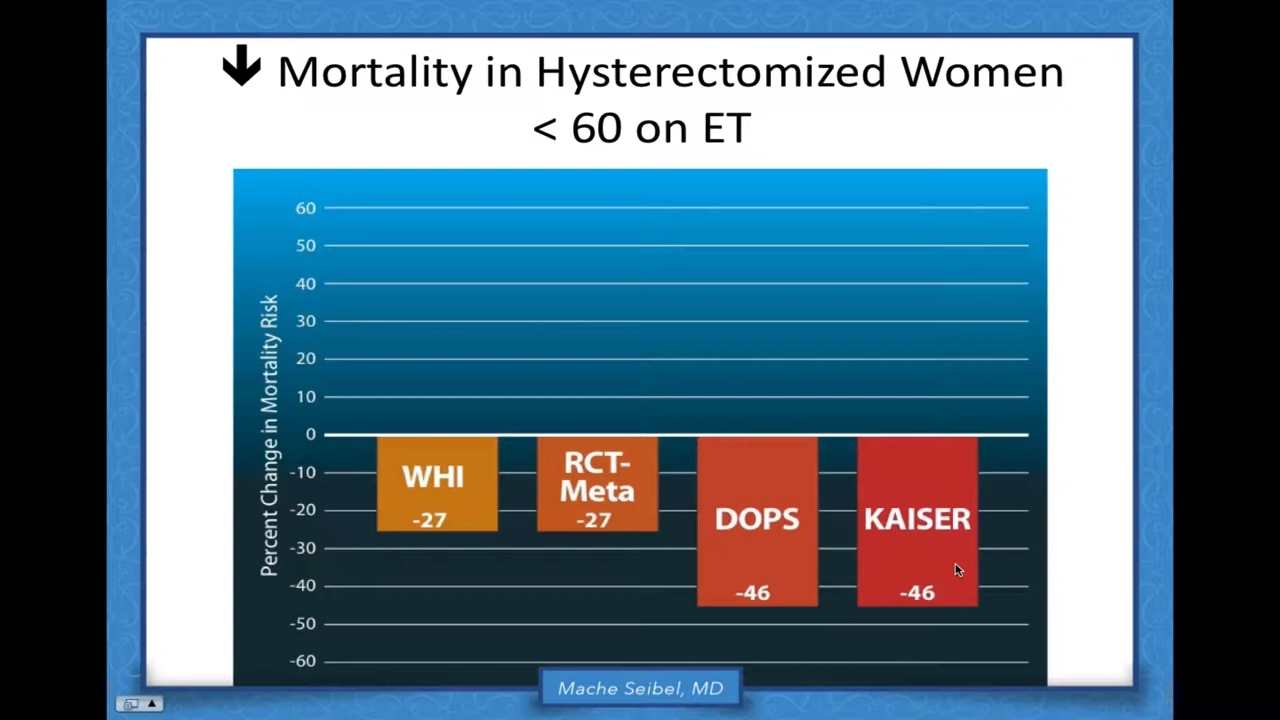 ↓ Mortality in Hysterectomized Women
< 60 on ET
Percent Change in Mortality Risk
60
50
40
30
20
10
0
-10
-20
-30
-40
-50
-60
WHI
-27
RCT-
Meta
-27
DOPS
-46
KAISER
-46
Mache Seibel, MD